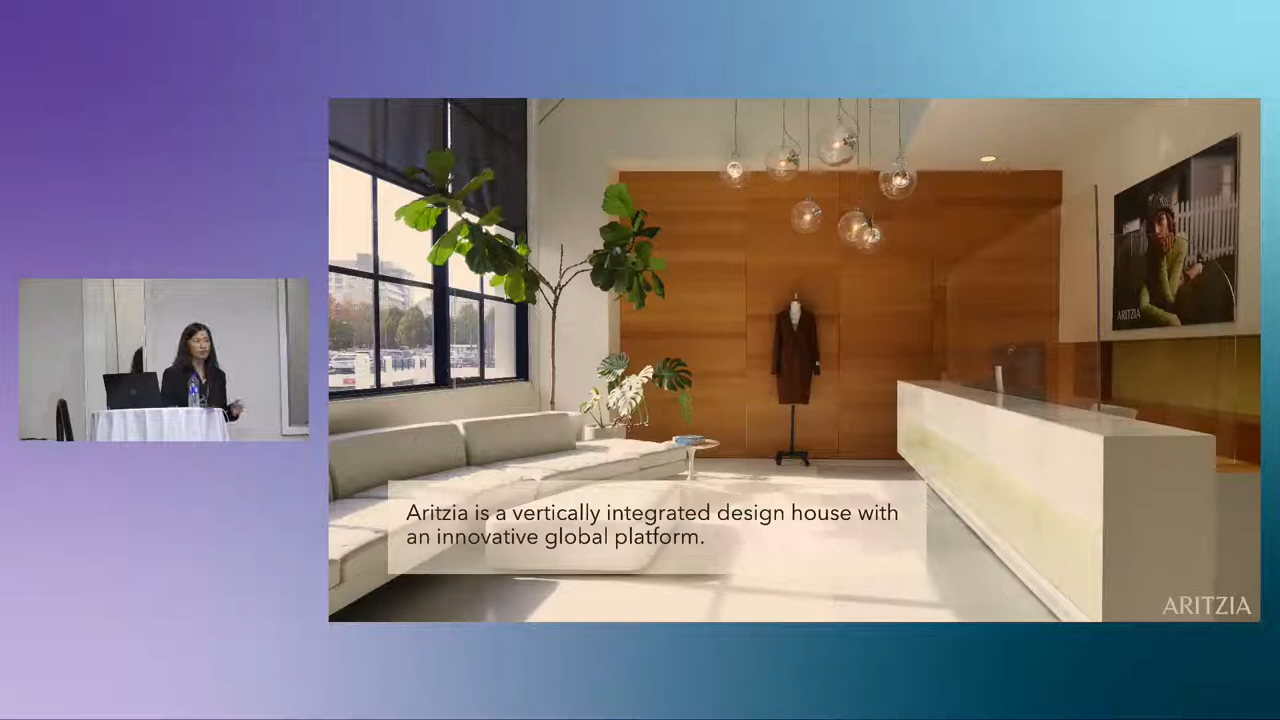 ARITZIA
Aritzia is a vertically integrated design house with
an innovative global platform.
ARITZIA